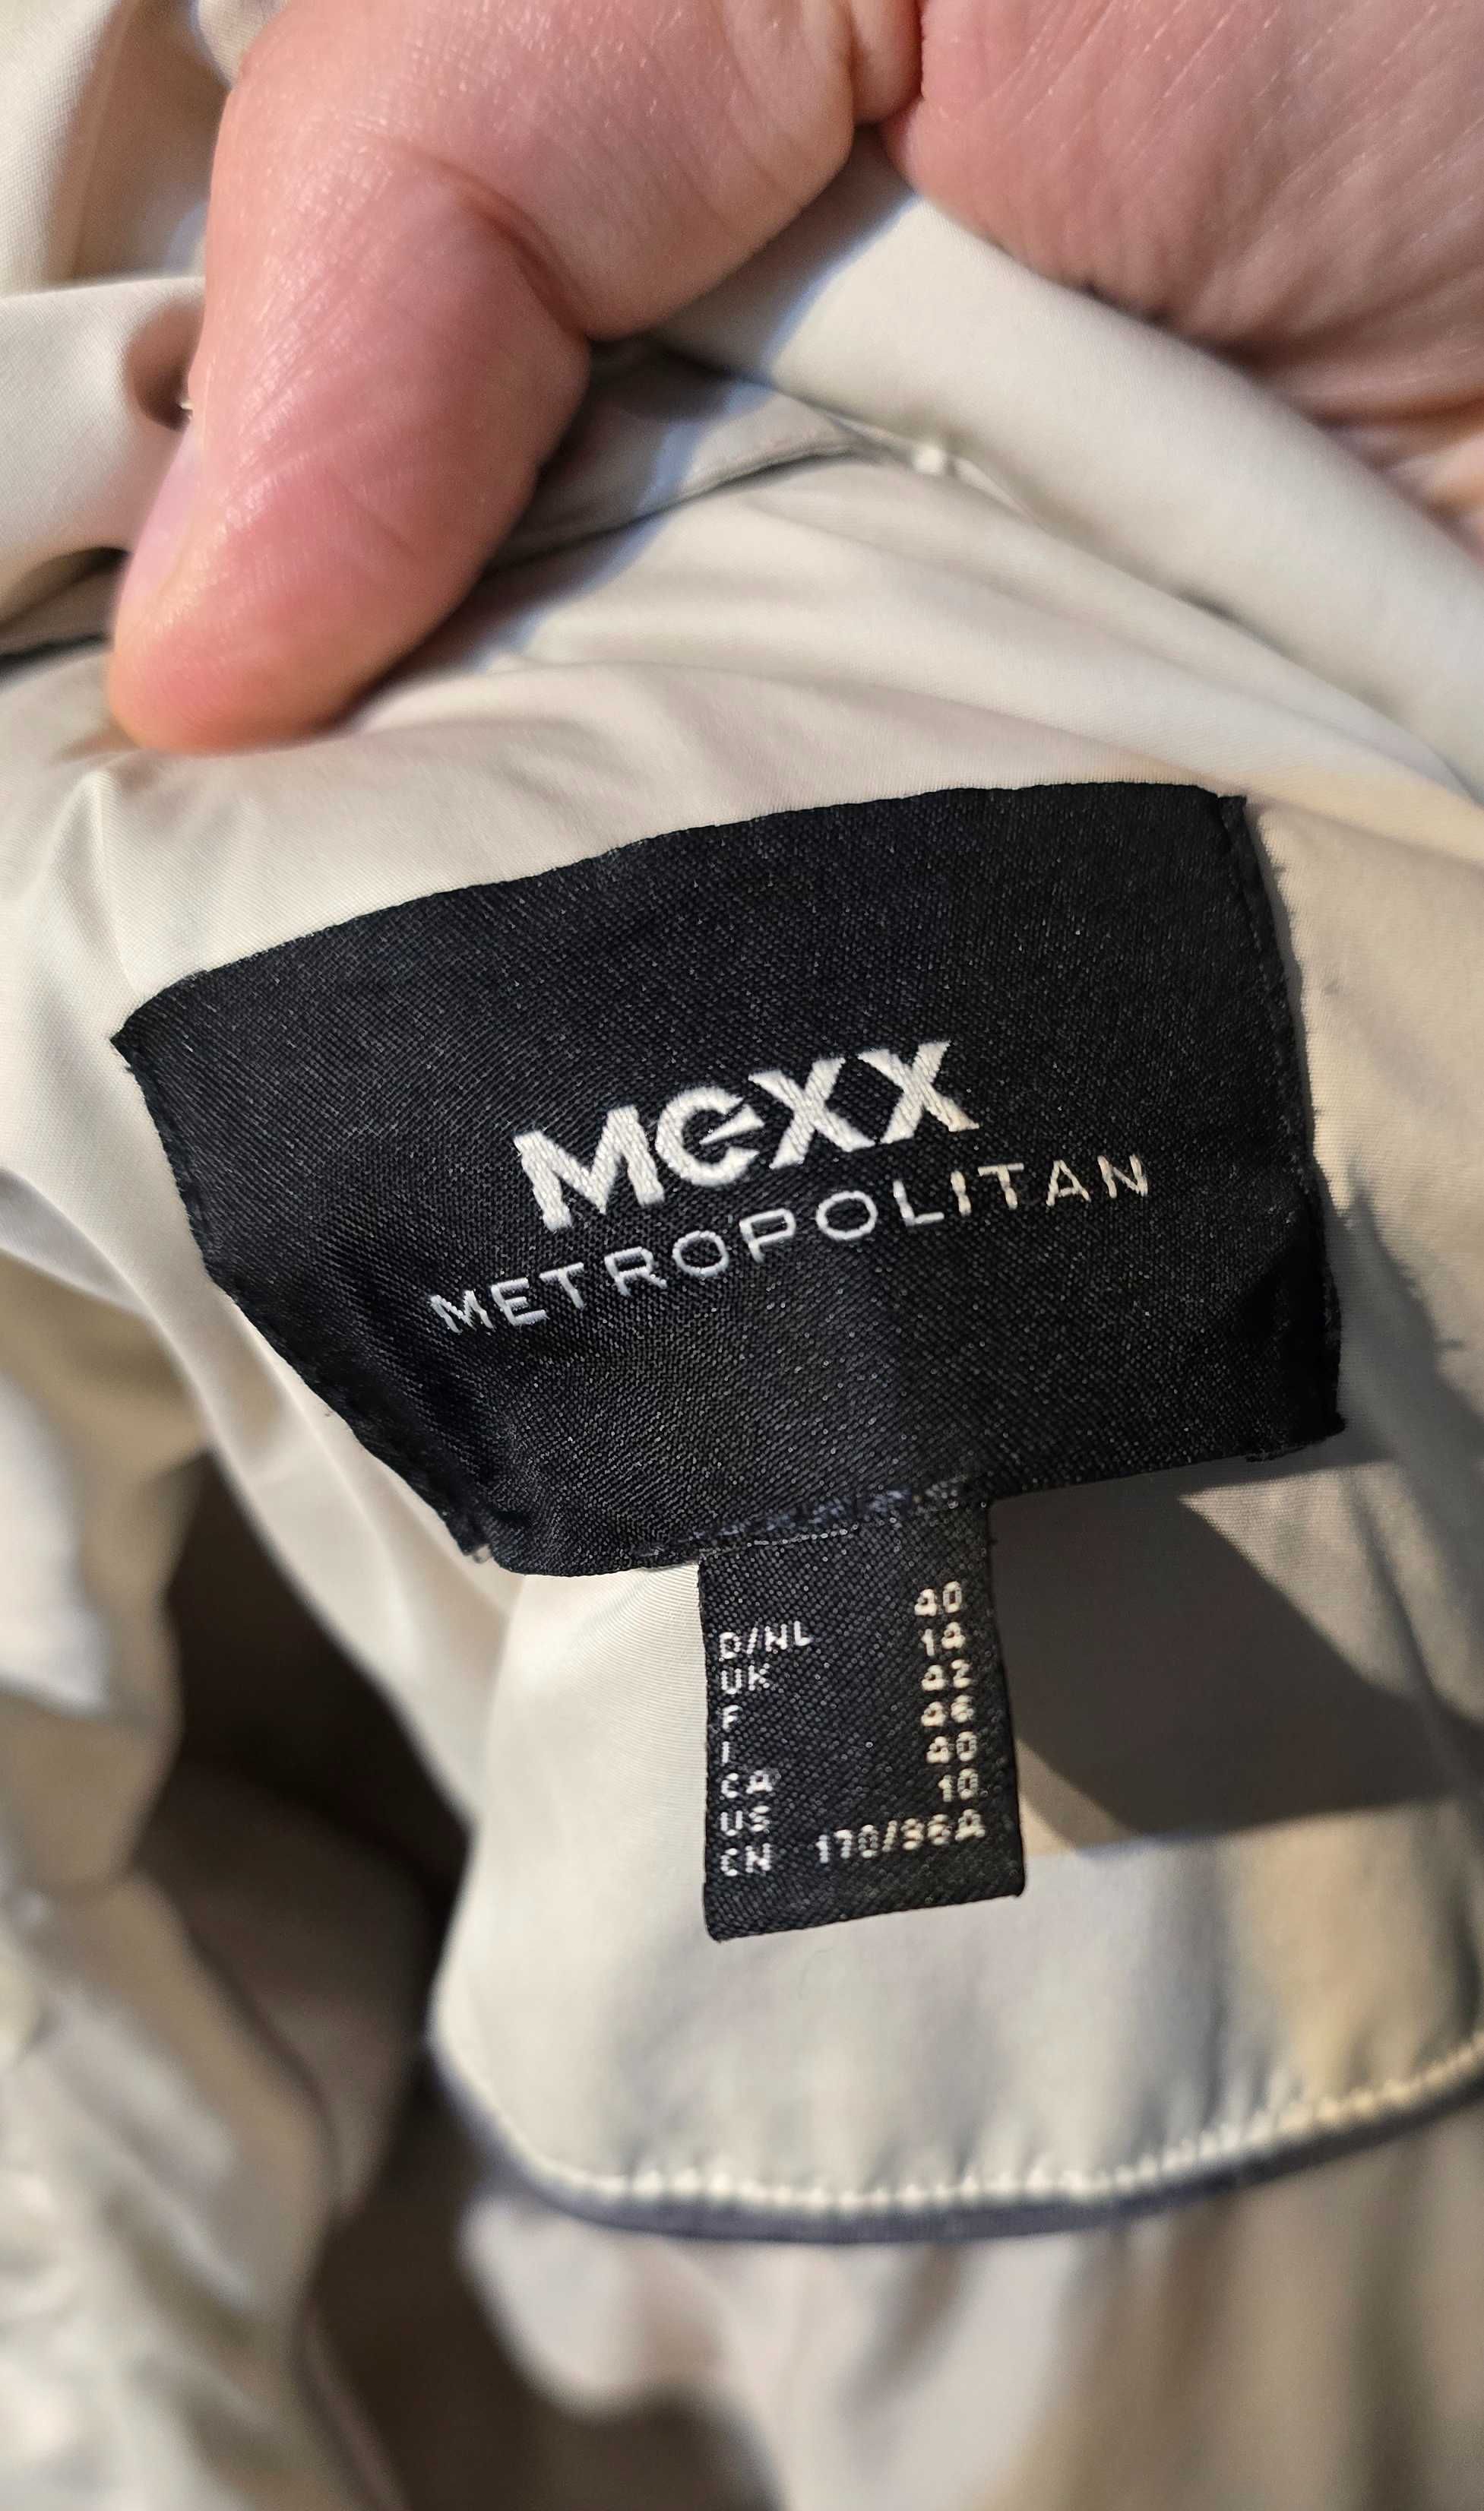 MEXX
METROPOLITAN
D/NL 40
UK 14
F 42
I 46
CA 40
US 10
CN 170/96A